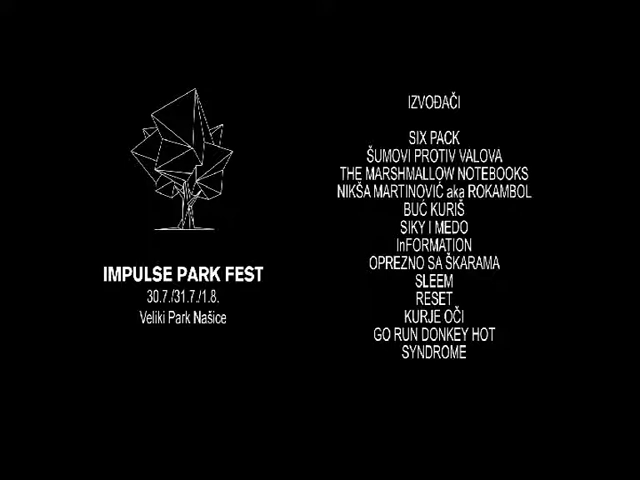 IMPULSE PARK FEST
30.7./31.7./1.8.
Veliki Park Našice
IZVOĐAČI
SIX PACK
ŠUMOVI PROTIV VALOVA
THE MARSHMALLOW NOTEBOOKS
NIKŠA MARTINOVIĆ aka ROKAMBOL
BUĆ KURIŠ
SIKY I MEDO
InFORMATION
OPREZNO SA ŠKARAMA
SLEEM
RESET
KURJE OČI
GO RUN DONKEY HOT
SYNDROME